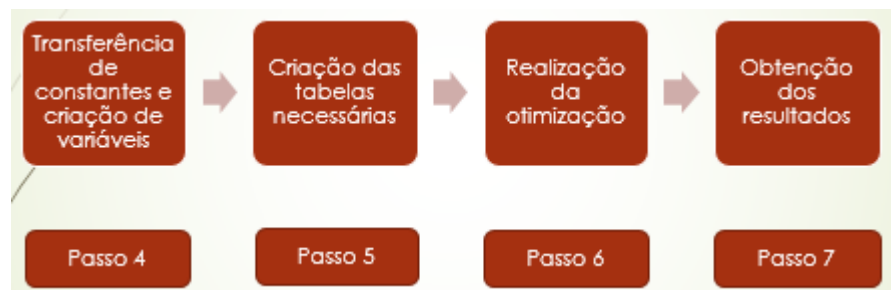 Transferência
de
constantes e
criação de
variáveis
Criação das
tabelas
necessárias
Realização
da
otimização
Obtenção
dos
resultados
Passo 4
Passo 5
Passo 6
Passo 7